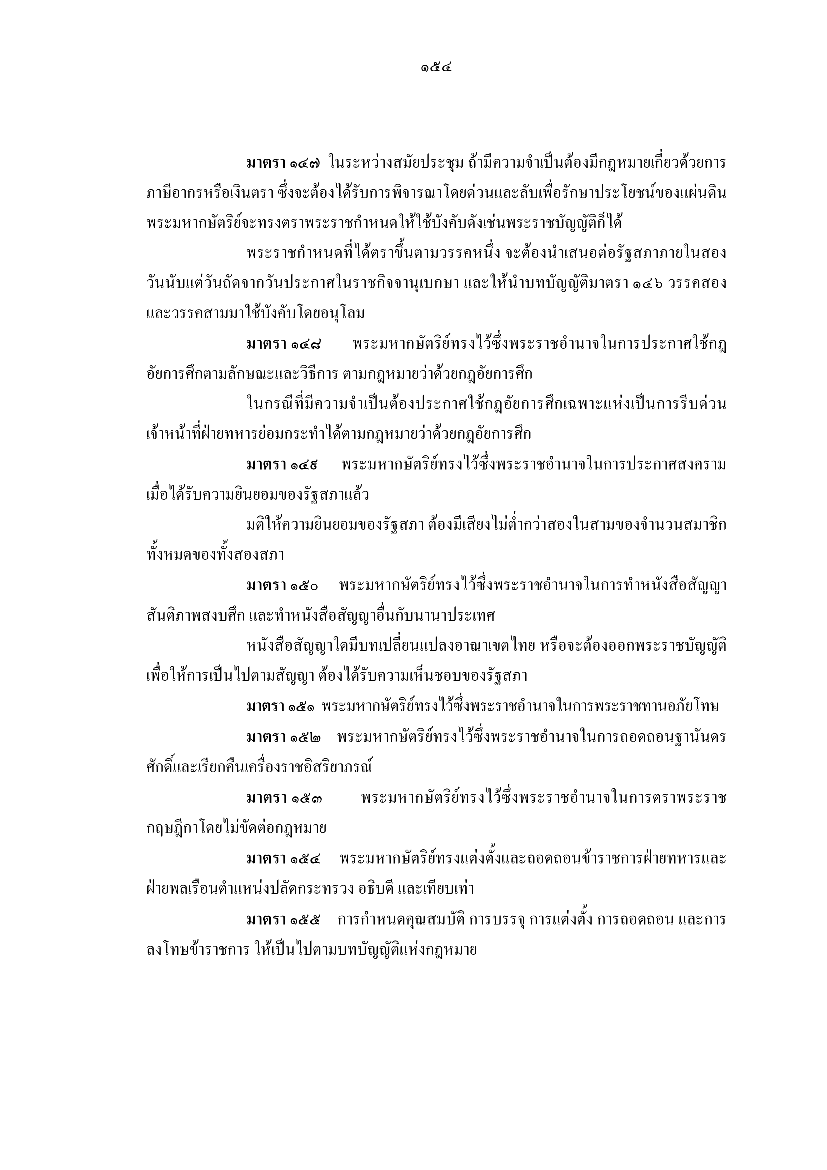 ๑๕๔
มาตรา ๑๔๗ ในระหว่างสมัยประชุม ถ้ามีความจำเป็นต้องมีกฎหมายเกี่ยวด้วยการ
ภาษีอากรหรือเงินตรา ซึ่งจะต้องได้รับการพิจารณาโดยด่วนและลับเพื่อรักษาประโยชน์ของแผ่นดิน
พระมหากษัตริย์จะทรงตราพระราชกำหนดให้ใช้บังคับดังเช่นพระราชบัญญัติก็ได้
พระราชกำหนดที่ได้ตราขึ้นตามวรรคหนึ่ง จะต้องนำเสนอต่อรัฐสภาภายในสอง
วันนับแต่วันถัดจากวันประกาศในราชกิจจานุเบกษา และให้นำบทบัญญัติมาตรา ๑๔๖ วรรคสอง
และวรรคสามมาใช้บังคับโดยอนุโลม
มาตรา ๑๔๘ พระมหากษัตริย์ทรงไว้ซึ่งพระราชอำนาจในการประกาศใช้กฎ
อัยการศึกตามลักษณะและวิธีการ ตามกฎหมายว่าด้วยกฎอัยการศึก
ในกรณีที่มีความจำเป็นต้องประกาศใช้กฎอัยการศึกเฉพาะแห่งเป็นการรีบด่วน
เจ้าหน้าที่ฝ่ายทหารย่อมกระทำได้ตามกฎหมายว่าด้วยกฎอัยการศึก
มาตรา ๑๔๙ พระมหากษัตริย์ทรงไว้ซึ่งพระราชอำนาจในการประกาศสงคราม
เมื่อได้รับความยินยอมของรัฐสภาแล้ว
มติให้ความยินยอมของรัฐสภา ต้องมีเสียงไม่ต่ำกว่าสองในสามของจำนวนสมาชิก
ทั้งหมดของทั้งสองสภา
มาตรา ๑๕๐ พระมหากษัตริย์ทรงไว้ซึ่งพระราชอำนาจในการทำหนังสือสัญญา
สันติภาพสงบศึก และทำหนังสือสัญญาอื่นกับนานาประเทศ
หนังสือสัญญาใดมีบทเปลี่ยนแปลงอาณาเขตไทย หรือจะต้องออกพระราชบัญญัติ
เพื่อให้การเป็นไปตามสัญญา ต้องได้รับความเห็นชอบของรัฐสภา
มาตรา ๑๕๑ พระมหากษัตริย์ทรงไว้ซึ่งพระราชอำนาจในการพระราชทานอภัยโทษ
มาตรา ๑๕๒ พระมหากษัตริย์ทรงไว้ซึ่งพระราชอำนาจในการถอดถอนฐานันดร
ศักดิ์และเรียกคืนเครื่องราชอิสริยาภรณ์
มาตรา ๑๕๓ พระมหากษัตริย์ทรงไว้ซึ่งพระราชอำนาจในการตราพระราช
กฤษฎีกาโดยไม่ขัดต่อกฎหมาย
มาตรา ๑๕๔ พระมหากษัตริย์ทรงแต่งตั้งและถอดถอนข้าราชการฝ่ายทหารและ
ฝ่ายพลเรือนตำแหน่งปลัดกระทรวง อธิบดี และเทียบเท่า
มาตรา ๑๕๕ การกำหนดคุณสมบัติ การบรรจุ การแต่งตั้ง การถอดถอน และการ
ลงโทษข้าราชการ ให้เป็นไปตามบทบัญญัติแห่งกฎหมาย